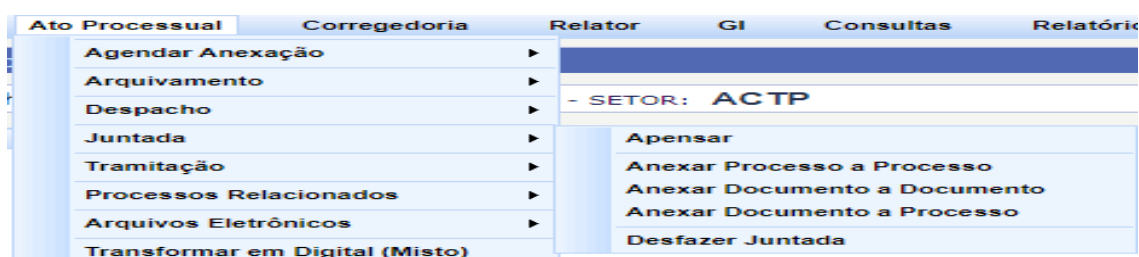 Ato Processual Corregedoria Relator GI Consultas Relatóri
Agendar Anexação
Arquivamento
Despacho
- SETOR: ACTP
Juntada
Tramitação
Processos Relacionados
Arquivos Eletrônicos
Transformar em Digital (Misto)
Apensar
Anexar Processo a Processo
Anexar Documento a Documento
Anexar Documento a Processo
Desfazer Juntada